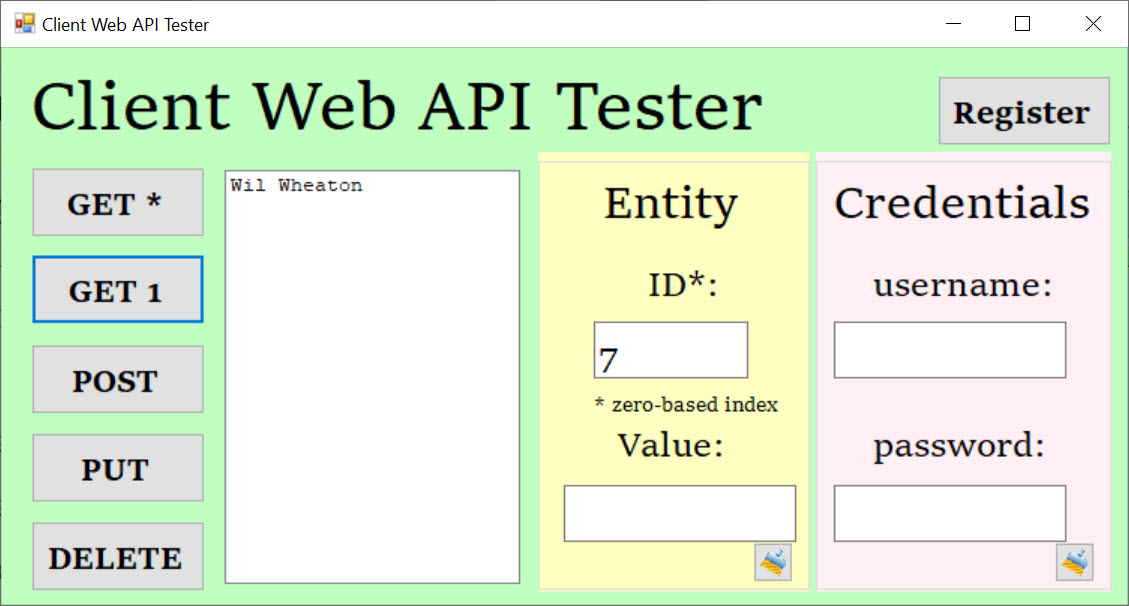 Client Web API Tester
Client Web API Tester
Register
GET *
GET 1
POST
PUT
DELETE
Wil Wheaton
Entity
ID*:
7
* zero-based index
Value:
Credentials
username:
password: